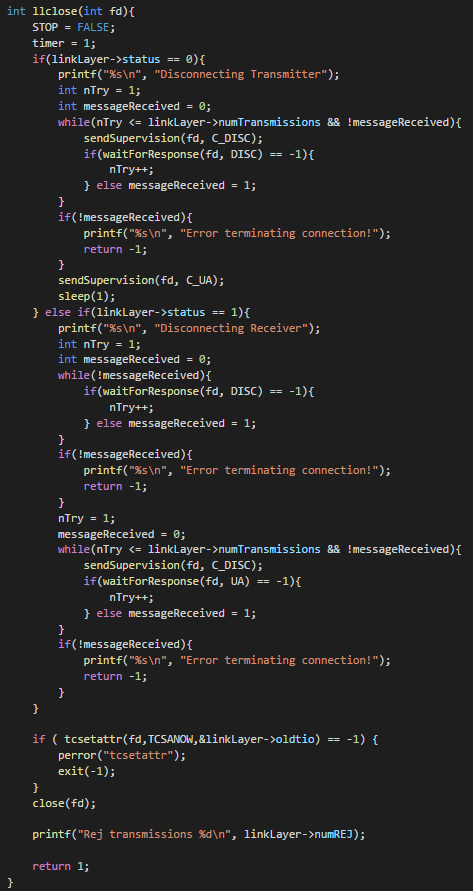 int llclose(int fd){
    STOP = FALSE;
    timer = 1;
    if(linkLayer->status == 0){
        printf("%s\n", "Disconnecting Transmitter");
        int nTry = 1;
        int messageReceived = 0;
        while(nTry <= linkLayer->numTransmissions && !messageReceived){
            sendSupervision(fd, C_DISC);
            if(waitForResponse(fd, DISC) == -1){
                nTry++;
            } else messageReceived = 1;
        }
        if(!messageReceived){
            printf("%s\n", "Error terminating connection!");
            return -1;
        }
        sendSupervision(fd, C_UA);
        sleep(1);
    } else if(linkLayer->status == 1){
        printf("%s\n", "Disconnecting Receiver");
        int nTry = 1;
        int messageReceived = 0;
        while(!messageReceived){
            if(waitForResponse(fd, DISC) == -1){
                nTry++;
            } else messageReceived = 1;
        }
        if(!messageReceived){
            printf("%s\n", "Error terminating connection!");
            return -1;
        }
        nTry = 1;
        messageReceived = 0;
        while(nTry <= linkLayer->numTransmissions && !messageReceived){
            sendSupervision(fd, C_DISC);
            if(waitForResponse(fd, UA) == -1){
                nTry++;
            } else messageReceived = 1;
        }
        if(!messageReceived){
            printf("%s\n", "Error terminating connection!");
            return -1;
        }
    }

    if ( tcsetattr(fd,TCSANOW,&linkLayer->oldtio) == -1) {
        perror("tcsetattr");
        exit(-1);
    }
    close(fd);

    printf("Rej transmissions %d\n", linkLayer->numREJ);

    return 1;
}